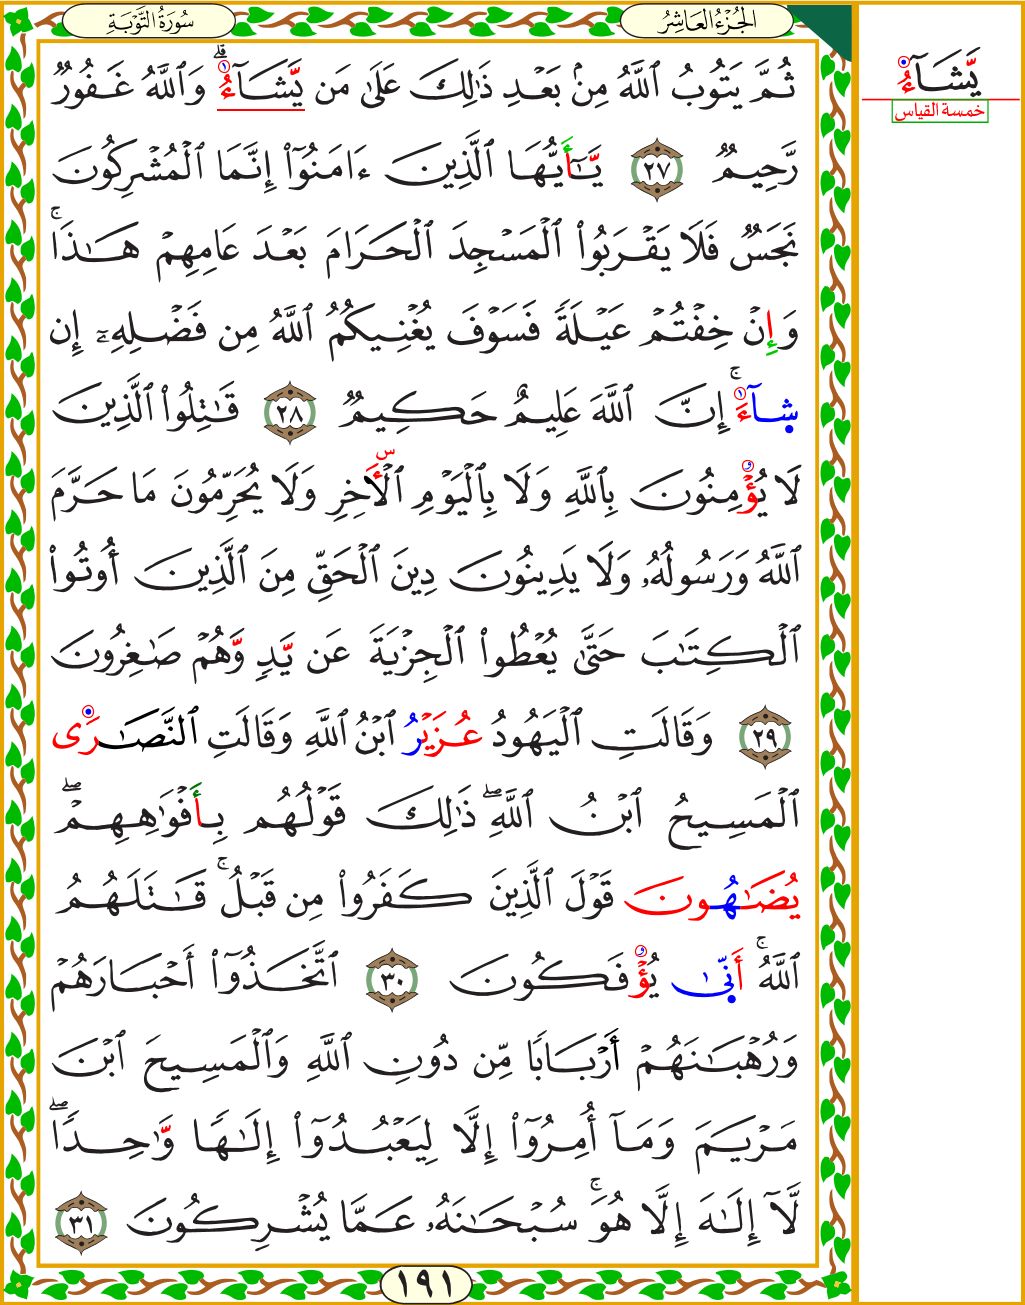 الجُزْءُ العَاشِرُ
سُورَةُ التَّوْبَةِ
ثُمَّ يَتُوبُ ٱللَّهُ مِنۢ بَعۡدِ ذَٰلِكَ عَلَىٰ مَن يَّشَآءُۗ وَٱللَّهُ غَفُورٞ
رَّحِيمٞ ٢٧ يَّـٰٓأَيُّهَا ٱلَّذِينَ ءَامَنُوٓاْ إِنَّمَا ٱلۡمُشۡرِكُونَ
نَجَسٞ فَلَا يَقۡرَبُواْ ٱلۡمَسۡجِدَ ٱلۡحَرَامَ بَعۡدَ عَامِهِمۡ هَٰذَاۚ
وَإِنۡ خِفۡتُمۡ عَيۡلَةٗ فَسَوۡفَ يُغۡنِيكُمُ ٱللَّهُ مِن فَضۡلِهِۦٓ إِن
شَآءَۚ إِنَّ ٱللَّهَ عَلِيمٌ حَكِيمٞ ٢٨ قَٰتِلُواْ ٱلَّذِينَ
لَا يُؤۡمِنُونَ بِٱللَّهِ وَلَا بِٱلۡيَوۡمِ ٱلۡأَخِرِ وَلَا يُحَرِّمُونَ مَا حَرَّمَ
ٱللَّهُ وَرَسُولُهُۥ وَلَا يَدِينُونَ دِينَ ٱلۡحَقِّ مِنَ ٱلَّذِينَ أُوتُواْ
ٱلۡكِتَٰبَ حَتَّىٰ يُعۡطُواْ ٱلۡجِزۡيَةَ عَن يَّدٖ وَّهُمۡ صَٰغِرُونَ
٢٩ وَقَالَتِ ٱلۡيَهُودُ عُزَيۡرُ ٱبۡنُ ٱللَّهِ وَقَالَتِ ٱلنَّصَٰرَى
ٱلۡمَسِيحُ ٱبۡنُ ٱللَّهِۖ ذَٰلِكَ قَوۡلُهُم بِأَفۡوَٰهِهِمۡۖ
يُضَٰهُونَ قَوۡلَ ٱلَّذِينَ كَفَرُواْ مِن قَبۡلُۚ قَٰتَلَهُمُ
ٱللَّهُۚ أَنَّىٰ يُؤۡفَكُونَ ٣٠ ٱتَّخَذُوٓاْ أَحۡبَارَهُمۡ
وَرُهۡبَٰنَهُمۡ أَرۡبَابٗا مِّن دُونِ ٱللَّهِ وَٱلۡمَسِيحَ ٱبۡنَ
مَرۡيَمَ وَمَآ أُمِرُوٓاْ إِلَّا لِيَعۡبُدُوٓاْ إِلَٰهٗا وَّٰحِدٗاۖ
لَّآ إِلَٰهَ إِلَّا هُوَۚ سُبۡحَٰنَهُۥ عَمَّا يُشۡرِكُونَ ٣١
١٩١
يَّشَآءُ
خمسة القياس